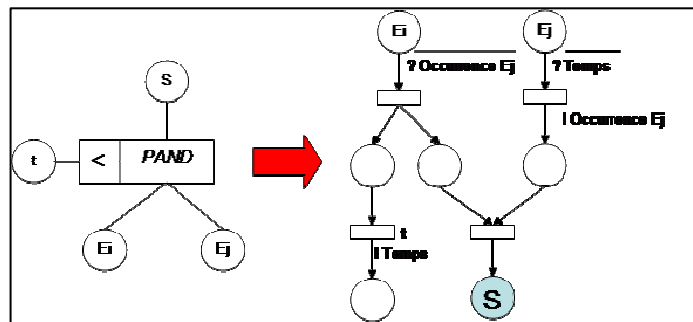 S
t
< PAND
Ei
Ej
Ei
? Occurrence Ej
Ej
? Temps
! Occurrence Ej
t
! Temps
S